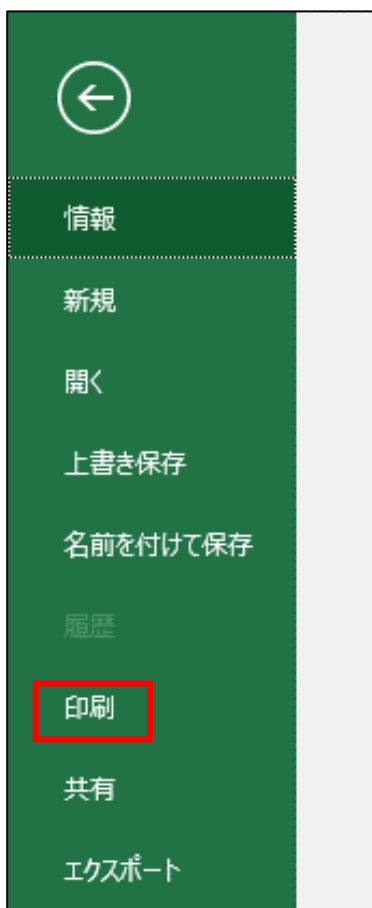 情報
新規
開く
上書き保存
名前を付けて保存
履歴
印刷
共有
エクスポート